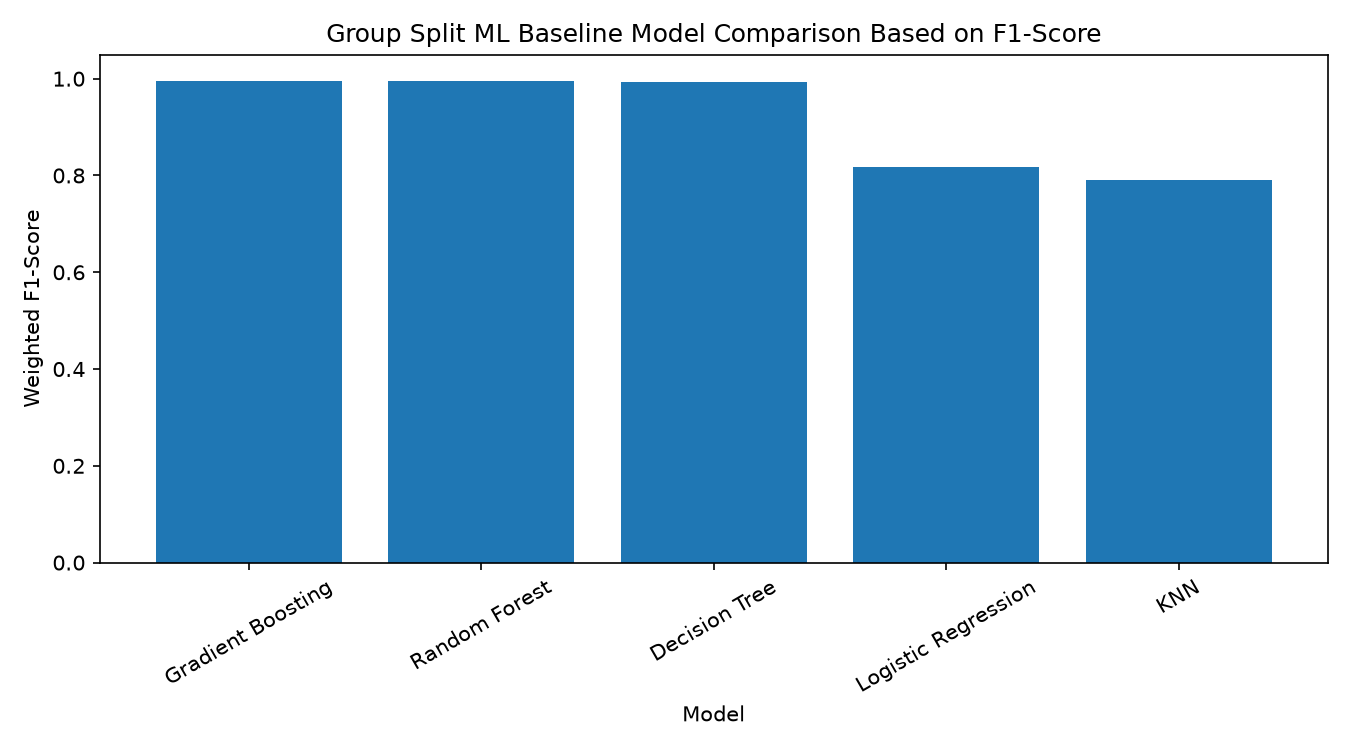 Group Split ML Baseline Model Comparison Based on F1-Score
Weighted F1-Score
1.0
0.8
0.6
0.4
0.2
0.0
Gradient Boosting
Random Forest
Decision Tree
Logistic Regression
KNN
Model